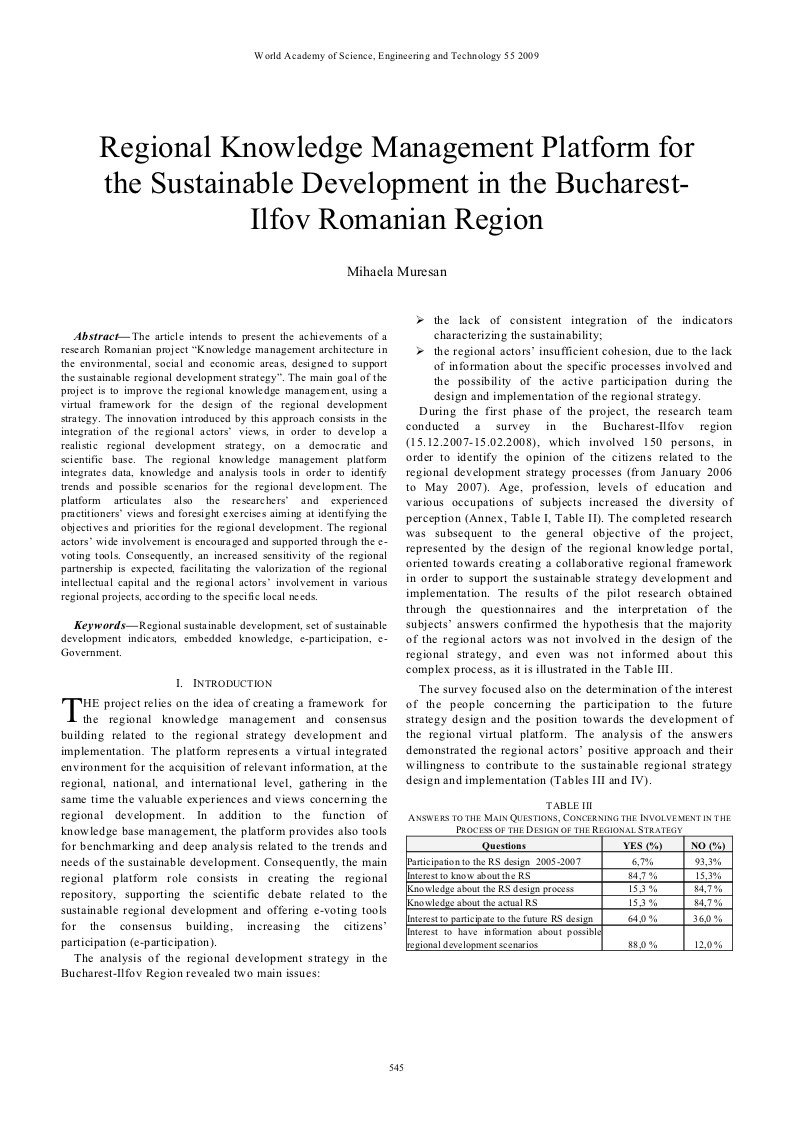 World Academy of Science, Engineering and Technology 55 2009
Regional Knowledge Management Platform for
the Sustainable Development in the Bucharest-
Ilfov Romanian Region
Mihaela Muresan
Abstract—The article intends to present the achievements of a
research Romanian project “Knowledge management architecture in
the environmental, social and economic areas, designed to support
the sustainable regional development strategy”. The main goal of the
project is to improve the regional knowledge management, using a
virtual framework for the design of the regional development
strategy. The innovation introduced by this approach consists in the
integration of the regional actors’ views, in order to develop a
realistic regional development strategy, on a democratic and
scientific base. The regional knowledge management platform
integrates data, knowledge and analysis tools in order to identify
trends and possible scenarios for the regional development. The
platform articulates also the researchers’ and experienced
practitioners’ views and foresight exercises aiming at identifying the
objectives and priorities for the regional development. The regional
actors’ wide involvement is encouraged and supported through the e-
voting tools. Consequently, an increased sensitivity of the regional
partnership is expected, facilitating the valorization of the regional
intellectual capital and the regional actors’ involvement in various
regional projects, according to the specific local needs.
Keywords—Regional sustainable development, set of sustainable
development indicators, embedded knowledge, e-participation, e-
Government.
I. INTRODUCTION
THE project relies on the idea of creating a framework for
the regional knowledge management and consensus
building related to the regional strategy development and
implementation. The platform represents a virtual integrated
environment for the acquisition of relevant information, at the
regional, national, and international level, gathering in the
same time the valuable experiences and views concerning the
regional development. In addition to the function of
knowledge base management, the platform provides also tools
for benchmarking and deep analysis related to the trends and
needs of the sustainable development. Consequently, the main
regional platform role consists in creating the regional
repository, supporting the scientific debate related to the
sustainable regional development and offering e-voting tools
for the consensus building, increasing the citizens’
participation (e-participation).
The analysis of the regional development strategy in the
Bucharest-Ilfov Region revealed two main issues:
➢ the lack of consistent integration of the indicators
characterizing the sustainability;
➢ the regional actors’ insufficient cohesion, due to the lack
of information about the specific processes involved and
the possibility of the active participation during the
design and implementation of the regional strategy.
During the first phase of the project, the research team
conducted a survey in the Bucharest-Ilfov region
(15.12.2007-15.02.2008), which involved 150 persons, in
order to identify the opinion of the citizens related to the
regional development strategy processes (from January 2006
to May 2007). Age, profession, levels of education and
various occupations of subjects increased the diversity of
perception (Annex, Table I, Table II). The completed research
was subsequent to the general objective of the project,
represented by the design of the regional knowledge portal,
oriented towards creating a collaborative regional framework
in order to support the sustainable strategy development and
implementation. The results of the pilot research obtained
through the questionnaires and the interpretation of the
subjects’ answers confirmed the hypothesis that the majority
of the regional actors was not involved in the design of the
regional strategy, and even was not informed about this
complex process, as it is illustrated in the Table III.
The survey focused also on the determination of the interest
of the people concerning the participation to the future
strategy design and the position towards the development of
the regional virtual platform. The analysis of the answers
demonstrated the regional actors’ positive approach and their
willingness to contribute to the sustainable regional strategy
design and implementation (Tables III and IV).
TABLE III
ANSWERS TO THE MAIN QUESTIONS, CONCERNING THE INVOLVEMENT IN THE
PROCESS OF THE DESIGN OF THE REGIONAL STRATEGY
Questions YES (%) NO (%)
Participation to the RS design 2005-2007 6,7% 93,3%
Interest to know about the RS 84,7 % 15,3%
Knowledge about the RS design process 15,3 % 84,7 %
Knowledge about the actual RS 15,3 % 84,7%
Interest to participate to the future RS design 64,0 % 36,0 %
Interest to have information about possible
regional development scenarios 88,0 % 12,0 %
545